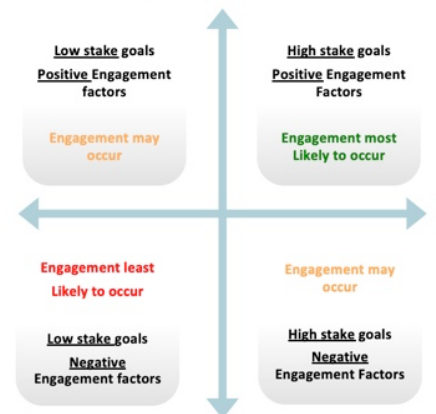 Low stake goals
Positive Engagement
factors
Engagement may
occur
High stake goals
Positive Engagement
Factors
Engagement most
Likely to occur
Engagement least
Likely to occur
Low stake goals
Negative
Engagement factors
Engagement may
occur
High stake goals
Negative
Engagement Factors